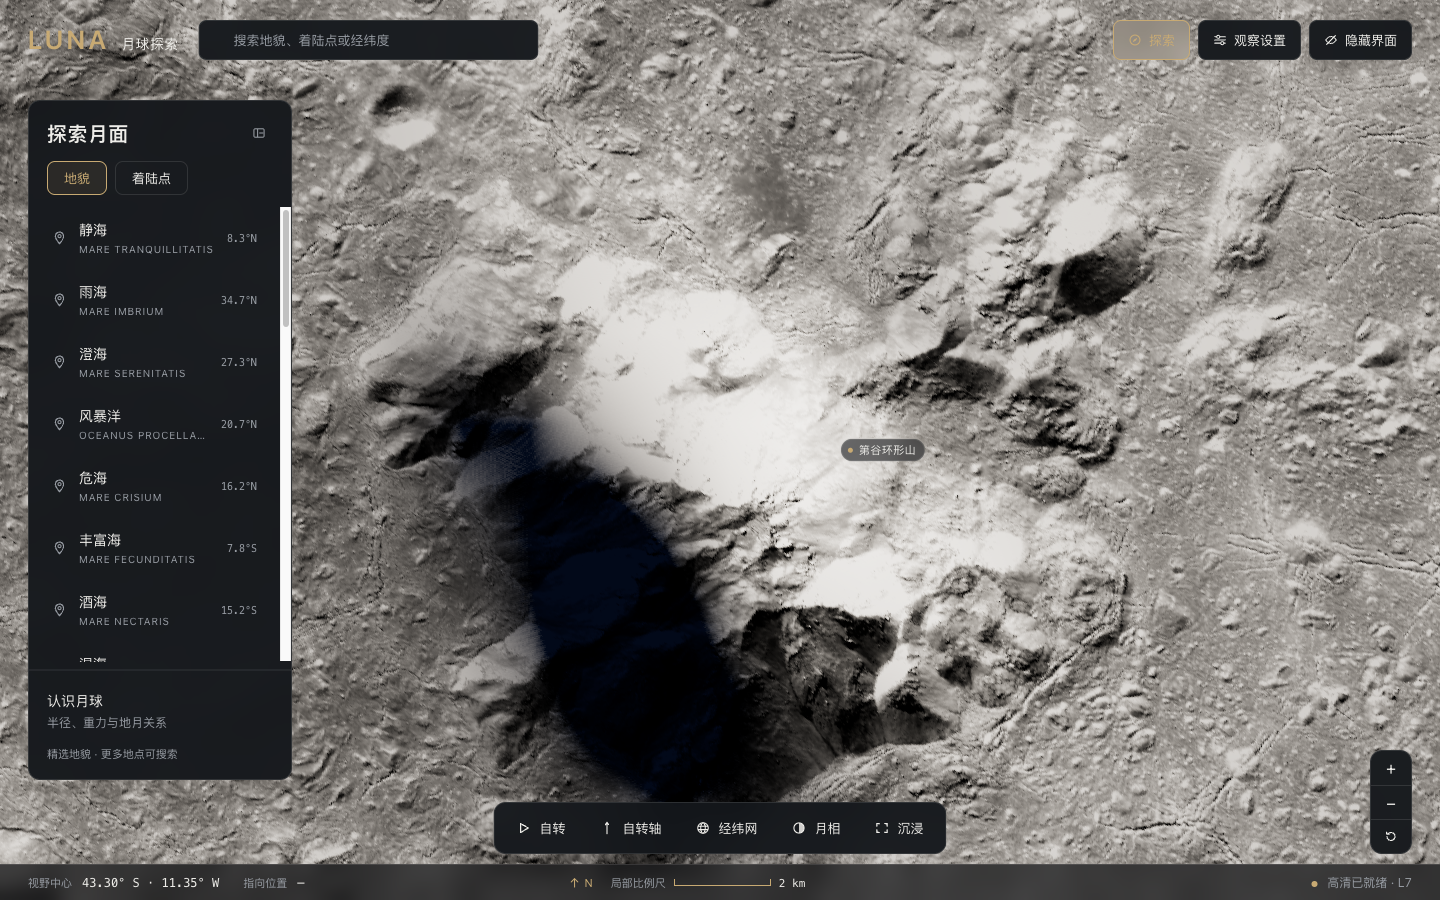 LUNA 月球探索
搜索地貌、着陆点或经纬度
探索
观察设置
隐藏界面
探索月面
地貌
着陆点
静海
MARE TRANQUILLITATIS
8.3°N
雨海
MARE IMBRIUM
34.7°N
澄海
MARE SERENITATIS
27.3°N
风暴洋
OCEANUS PROCELLA...
20.7°N
危海
MARE CRISIUM
16.2°N
丰富海
MARE FECUNDITATIS
7.8°S
酒海
MARE NECTARIS
15.2°S
认识月球
半径、重力与地月关系
精选地貌 · 更多地点可搜索
第谷环形山
自转
自转轴
经纬网
月相
沉浸
视野中心 43.30° S · 11.35° W 指向位置 —
↑ N 局部比例尺 2 km
高清已就绪 · L7